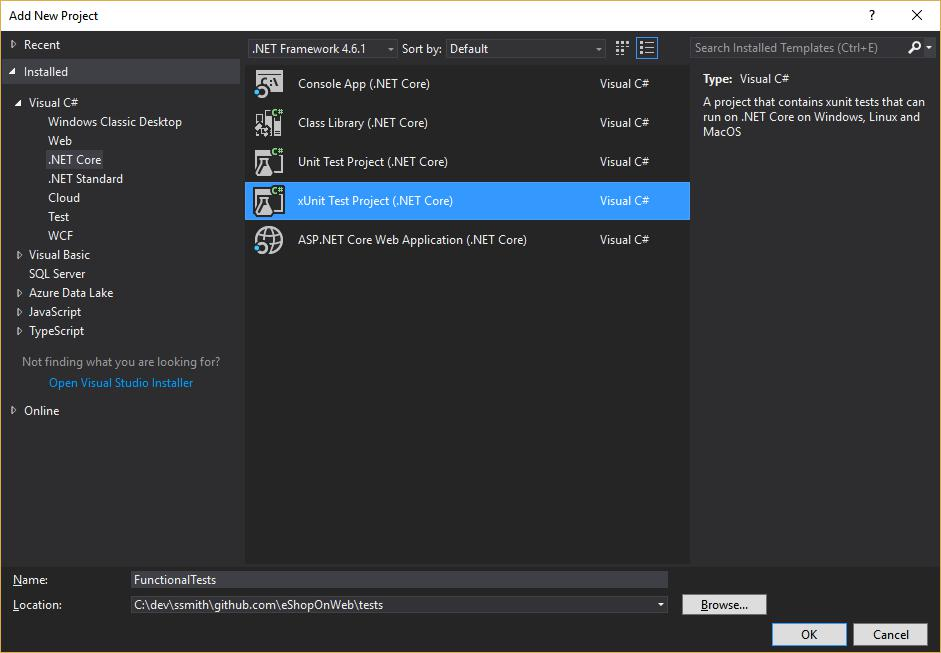 Add New Project
?
Recent
Installed
Visual C#
Windows Classic Desktop
Web
.NET Core
.NET Standard
Cloud
Test
WCF
Visual Basic
SQL Server
Azure Data Lake
JavaScript
TypeScript
Not finding what you are looking for?
Open Visual Studio Installer
Online
.NET Framework 4.6.1 Sort by: Default
Console App (.NET Core) Visual C#
Class Library (.NET Core) Visual C#
Unit Test Project (.NET Core) Visual C#
xUnit Test Project (.NET Core) Visual C#
ASP.NET Core Web Application (.NET Core) Visual C#
Search Installed Templates (Ctrl+E)
Type: Visual C#
A project that contains xunit tests that can
run on .NET Core on Windows, Linux and
MacOS
Name: FunctionalTests
Location: C:\dev\ssmith\github.com\eShopOnWeb\tests Browse...
OK Cancel